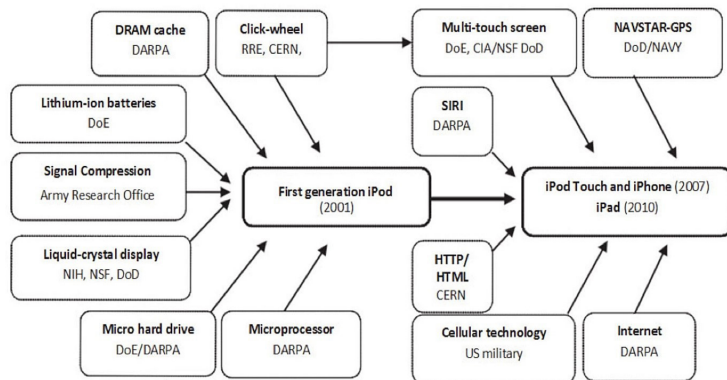 DRAM cache
DARPA
Click-wheel
RRE, CERN,
Multi-touch screen
DoE, CIA/NSF DoD
NAVSTAR-GPS
DoD/NAVY
Lithium-ion batteries
DoE
SIRI
DARPA
Signal Compression
Army Research Office
First generation iPod
(2001)
iPod Touch and iPhone (2007)
iPad (2010)
Liquid-crystal display
NIH, NSF, DoD
HTTP/
HTML
CERN
Micro hard drive
DoE/DARPA
Microprocessor
DARPA
Cellular technology
US military
Internet
DARPA